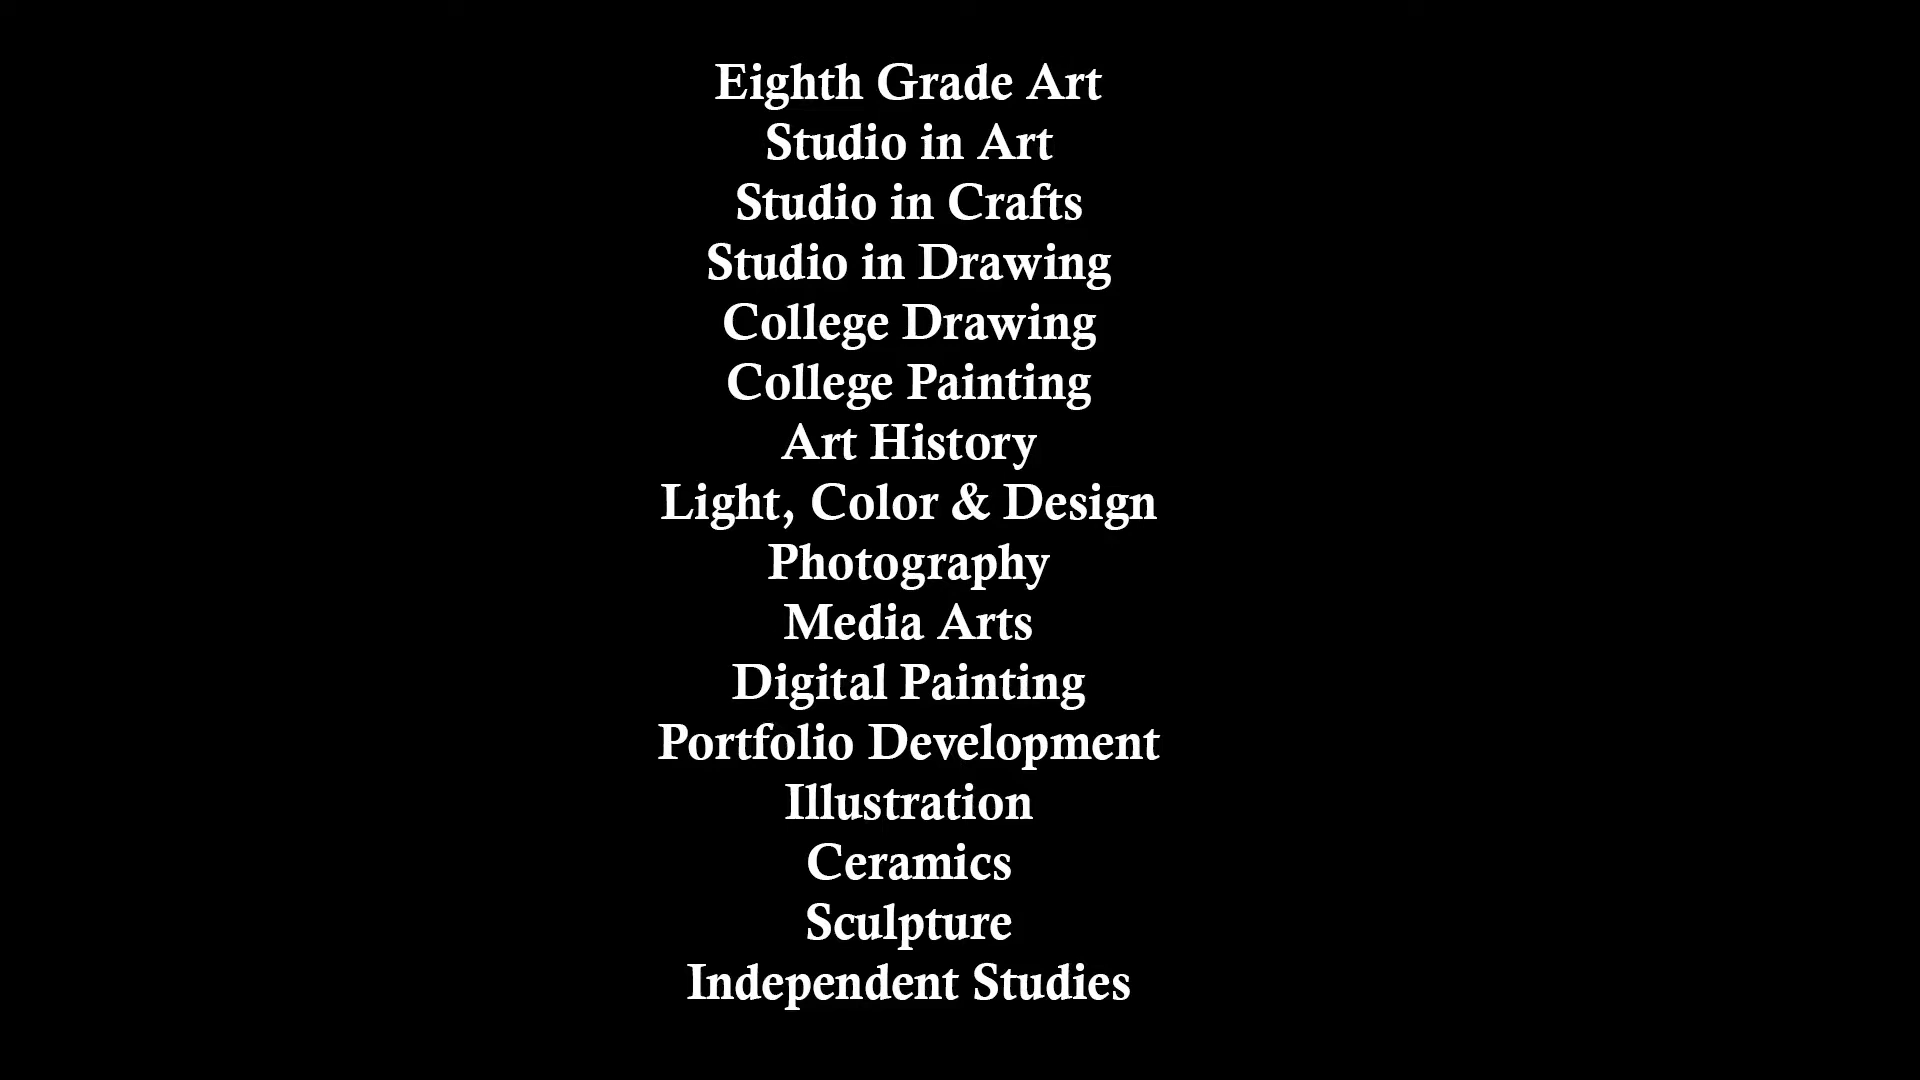 Eighth Grade Art
Studio in Art
Studio in Crafts
Studio in Drawing
College Drawing
College Painting
Art History
Light, Color & Design
Photography
Media Arts
Digital Painting
Portfolio Development
Illustration
Ceramics
Sculpture
Independent Studies